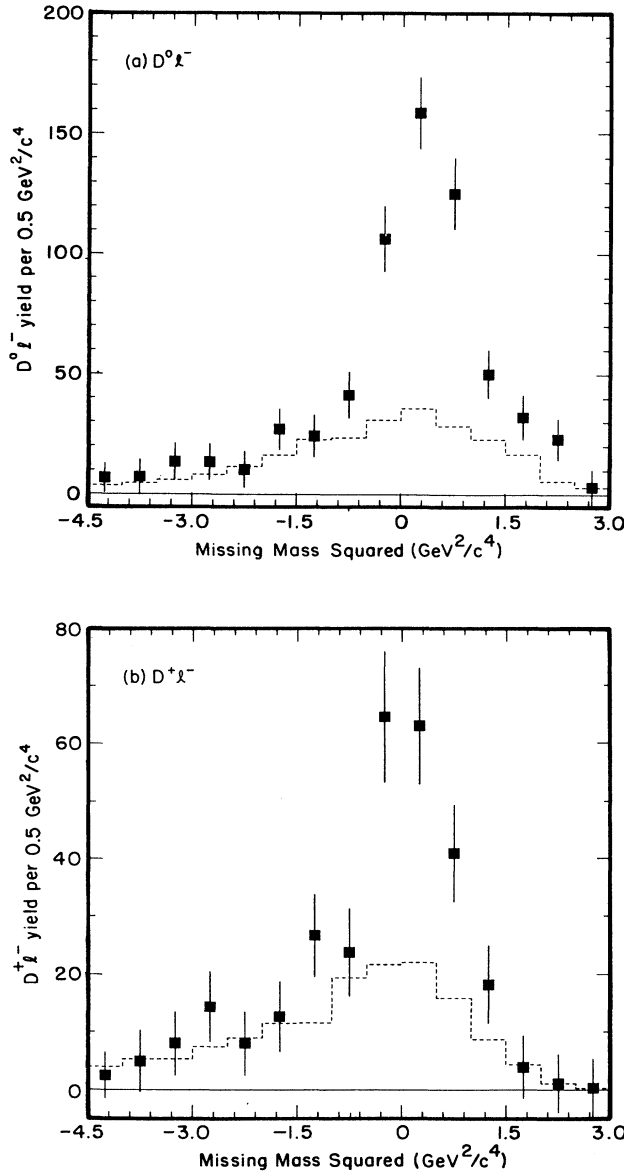 200
(a) D⁰ℓ⁻
150
100
50
0
D⁰ℓ⁻ yield per 0.5 GeV²/c⁴
-4.5 -3.0 -1.5 0 1.5 3.0
Missing Mass Squared (GeV²/c⁴)
80
(b) D⁺ℓ⁻
60
40
20
0
D⁺ℓ⁻ yield per 0.5 GeV²/c⁴
-4.5 -3.0 -1.5 0 1.5 3.0
Missing Mass Squared (GeV²/c⁴)